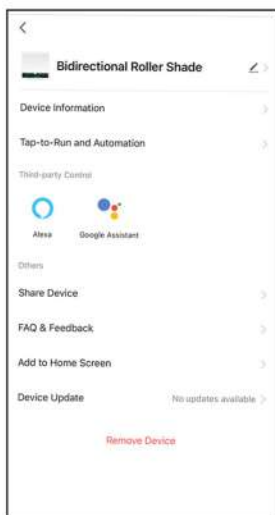 Bidirectional Roller Shade
Device Information
Tap-to-Run and Automation
Third-party Control
Alexa
Google Assistant
Others
Share Device
FAQ & Feedback
Add to Home Screen
Device Update
No updates available
Remove Device